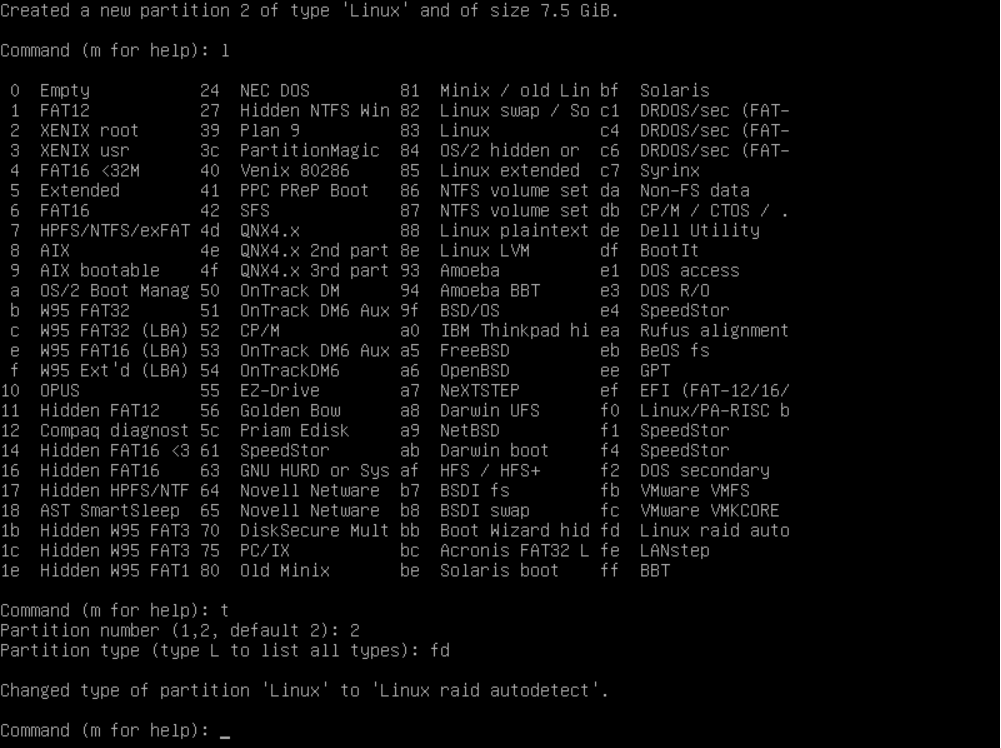 Created a new partition 2 of type 'Linux' and of size 7.5 GiB.
Command (m for help): l
0 Empty 24 NEC DOS 81 Minix / old Lin bf Solaris
1 FAT12 27 Hidden NTFS Win 82 Linux swap / So c1 DRDOS/sec (FAT-
2 XENIX root 39 Plan 9 83 Linux c4 DRDOS/sec (FAT-
3 XENIX usr 3c PartitionMagic 84 OS/2 hidden or c6 DRDOS/sec (FAT-
4 FAT16 <32M 40 Venix 80286 85 Linux extended c7 Syrinx
5 Extended 41 PPC PReP Boot 86 NTFS volume set da Non-FS data
6 FAT16 42 SFS 87 NTFS volume set db CP/M / CTOS / .
7 HPFS/NTFS/exFAT 4d QNX4.x 88 Linux plaintext de Dell Utility
8 AIX 4e QNX4.x 2nd part 8e Linux LVM df BootIt
9 AIX bootable 4f QNX4.x 3rd part 93 Amoeba e1 DOS access
a OS/2 Boot Manag 50 OnTrack DM 94 Amoeba BBT e3 DOS R/O
b W95 FAT32 51 OnTrack DM6 Aux 9f BSD/OS e4 SpeedStor
c W95 FAT32 (LBA) 52 CP/M a0 IBM Thinkpad hi ea Rufus alignment
e W95 FAT16 (LBA) 53 OnTrack DM6 Aux a5 FreeBSD eb BeOS fs
f W95 Ext'd (LBA) 54 OnTrackDM6 a6 OpenBSD ee GPT
10 OPUS 55 EZ-Drive a7 NeXTSTEP ef EFI (FAT-12/16/
11 Hidden FAT12 56 Golden Bow a8 Darwin UFS f0 Linux/PA-RISC b
12 Compaq diagnost 5c Priam Edisk a9 NetBSD f1 SpeedStor
14 Hidden FAT16 <3 61 SpeedStor ab Darwin boot f4 SpeedStor
16 Hidden FAT16 63 GNU HURD or Sys af HFS / HFS+ f2 DOS secondary
17 Hidden HPFS/NTF 64 Novell Netware b7 BSDI fs fb VMware VMFS
18 AST SmartSleep 65 Novell Netware b8 BSDI swap fc VMware VMKCORE
1b Hidden W95 FAT3 70 DiskSecure Mult bb Boot Wizard hid fd Linux raid auto
1c Hidden W95 FAT3 75 PC/IX bc Acronis FAT32 L fe LANstep
1e Hidden W95 FAT1 80 Old Minix be Solaris boot ff BBT
Command (m for help): t
Partition number (1,2, default 2): 2
Partition type (type L to list all types): fd
Changed type of partition 'Linux' to 'Linux raid autodetect'.
Command (m for help): _